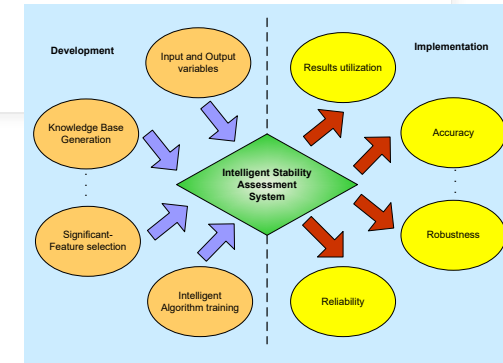 Development
Implementation
Input and Output
variables
Results utilization
Knowledge Base
Generation
Accuracy
Intelligent Stability
Assessment
System
Significant-
Feature selection
Robustness
Intelligent
Algorithm training
Reliability